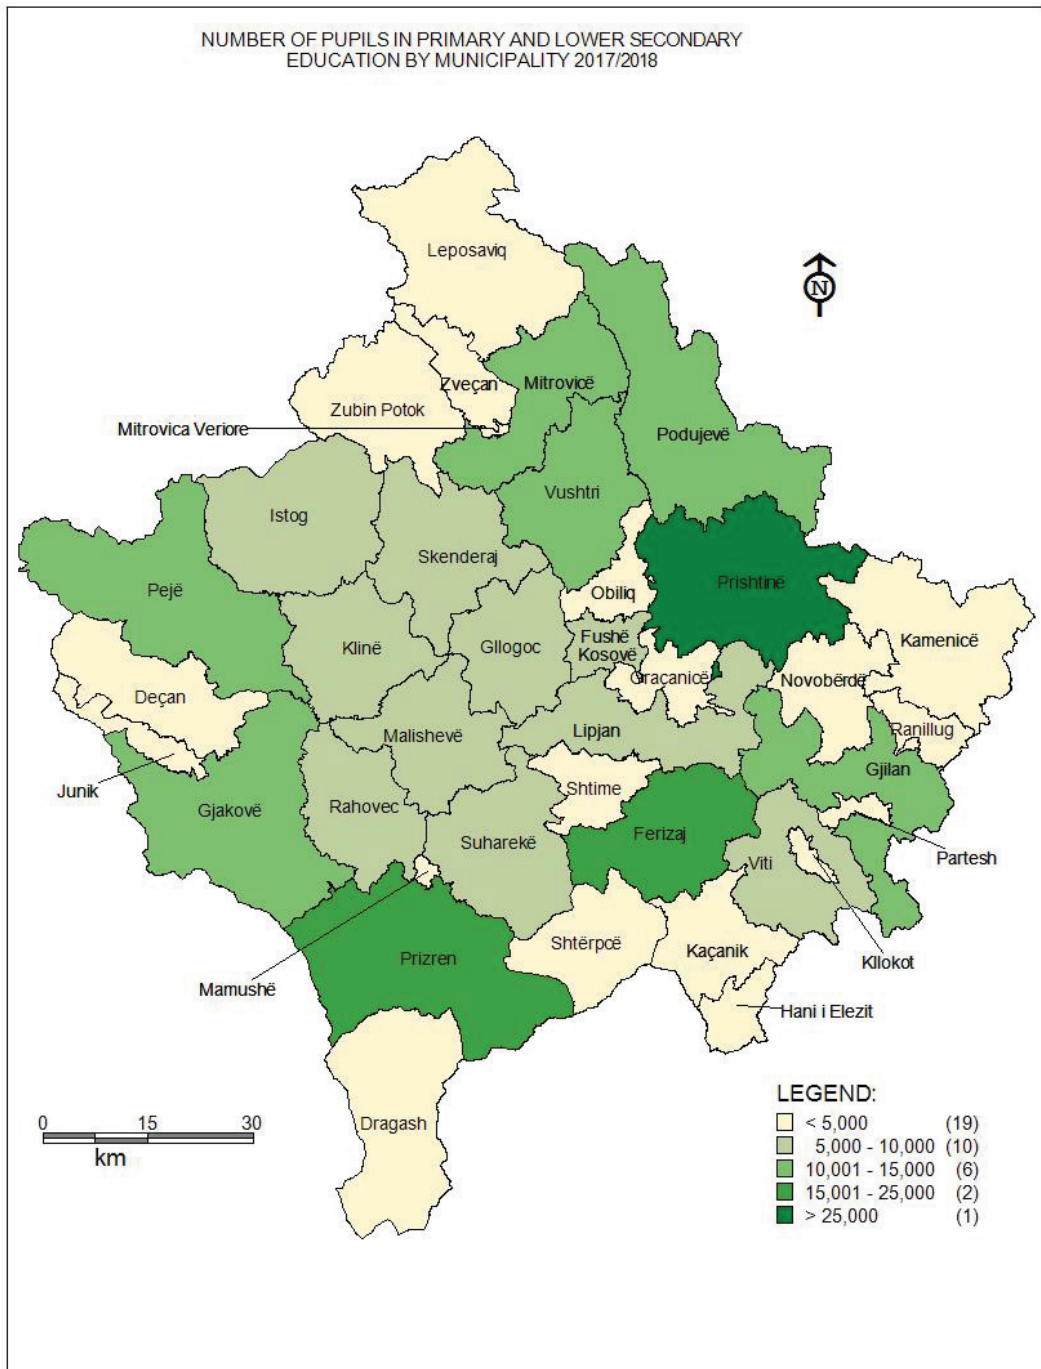 NUMBER OF PUPILS IN PRIMARY AND LOWER SECONDARY
EDUCATION BY MUNICIPALITY 2017/2018
Leposaviq
N
Zveçan
Mitrovicë
Zubin Potok
Mitrovica Veriore
Podujevë
Vushtri
Istog
Skenderaj
Prishtinë
Pejë
Obiliq
Fushë
Kosovë
Klinë
Gllogoc
Kamenicë
Graçanicë
Novobërdë
Deçan
Malishevë
Lipjan
Ranillug
Junik
Gjilan
Shtime
Gjakovë
Rahovec
Ferizaj
Suharekë
Partesh
Viti
Shtërpcë
Kaçanik
Prizren
Kllokot
Mamushë
Hani i Elezit
Dragash
0 15 30
km
LEGEND:
< 5,000 (19)
5,000 - 10,000 (10)
10,001 - 15,000 (6)
15,001 - 25,000 (2)
> 25,000 (1)